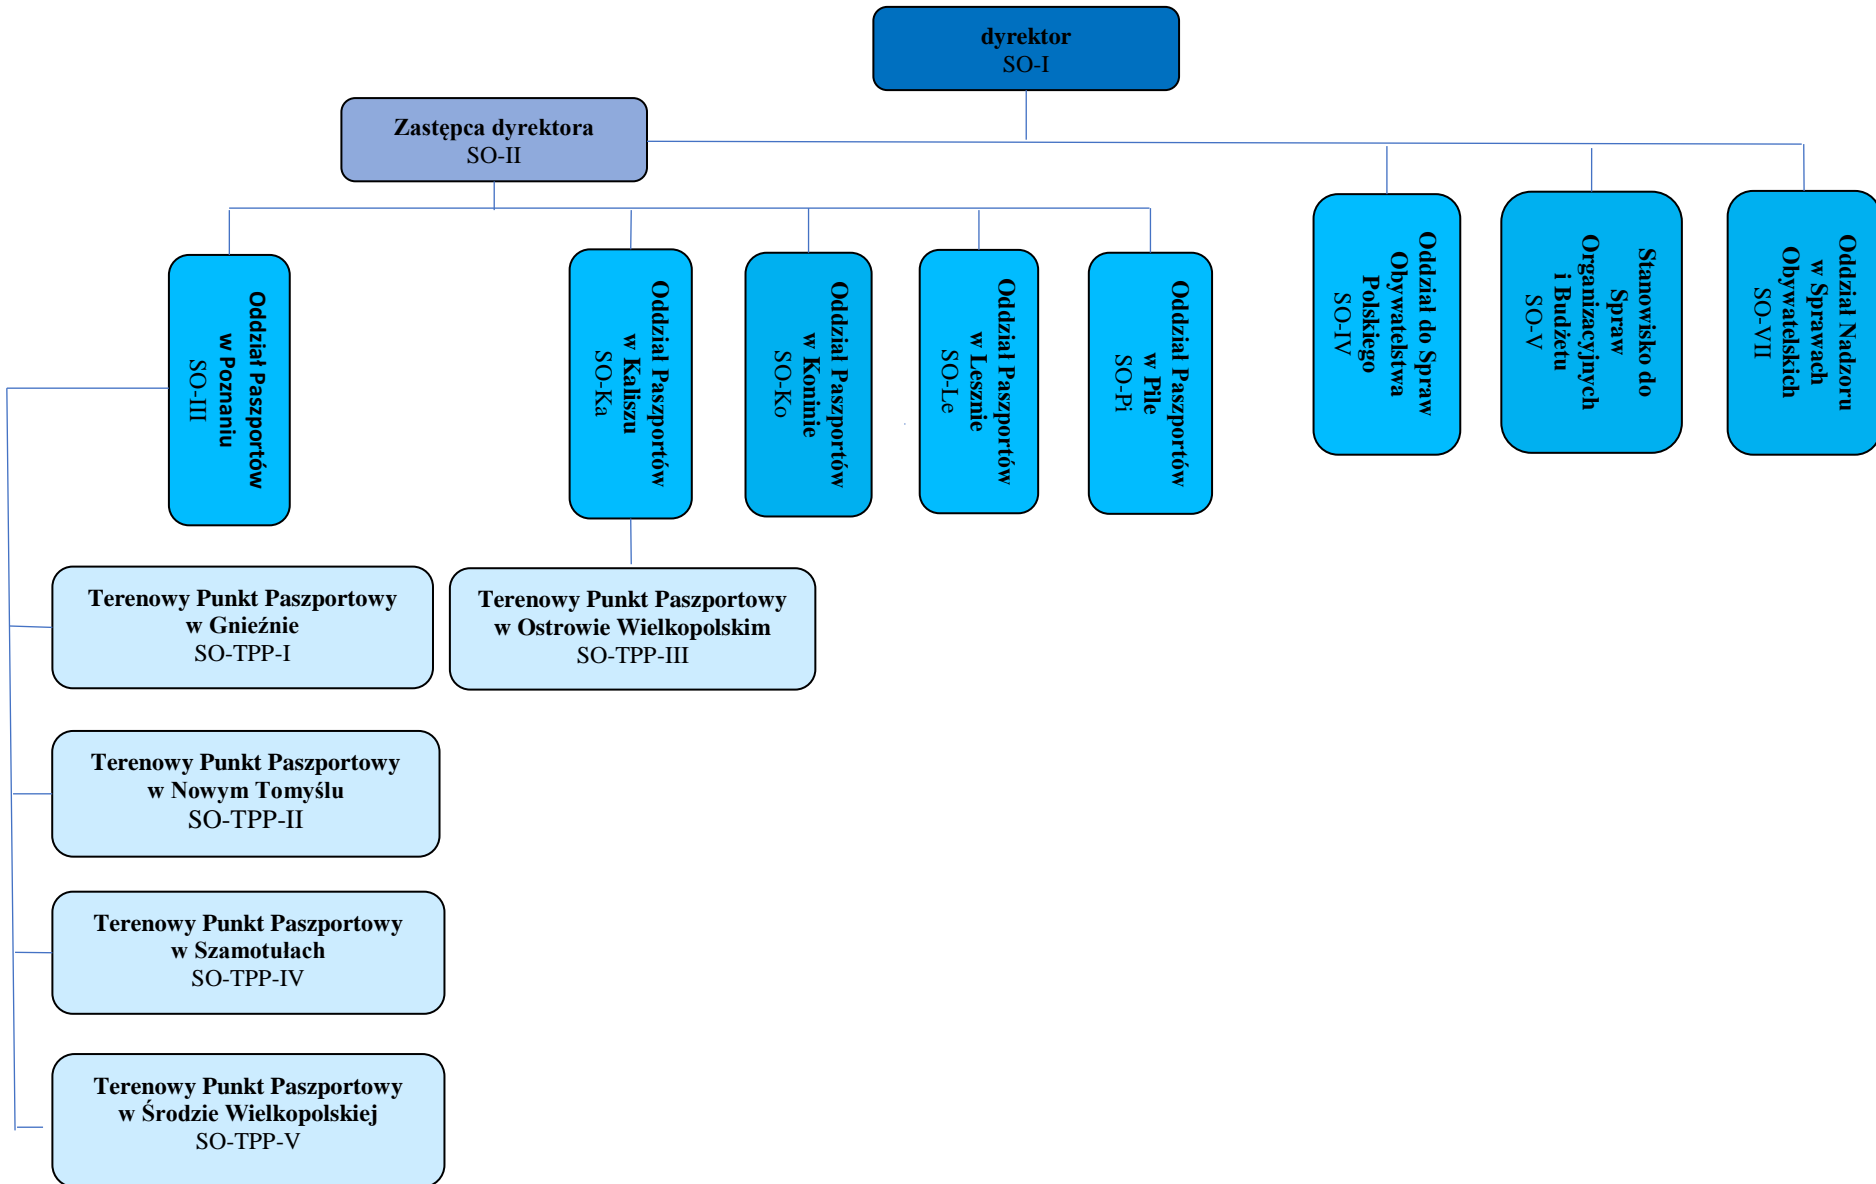 dyrektor
SO-I
Zastępca dyrektora
SO-II
Oddział Paszportów
w Poznaniu
SO-III
Oddział Paszportów
w Kaliszu
SO-Ka
Oddział Paszportów
w Koninie
SO-Ko
Oddział Paszportów
w Lesznie
SO-Le
Oddział Paszportów
w Pile
SO-Pi
Oddział do Spraw
Obywatelstwa
Polskiego
SO-IV
Stanowisko do
Spraw
Organizacyjnych
i Budżetu
SO-V
Oddział Nadzoru
w Sprawach
Obywatelskich
SO-VII
Terenowy Punkt Paszportowy
w Gnieźnie
SO-TPP-I
Terenowy Punkt Paszportowy
w Ostrowie Wielkopolskim
SO-TPP-III
Terenowy Punkt Paszportowy
w Nowym Tomyślu
SO-TPP-II
Terenowy Punkt Paszportowy
w Szamotułach
SO-TPP-IV
Terenowy Punkt Paszportowy
w Środzie Wielkopolskiej
SO-TPP-V